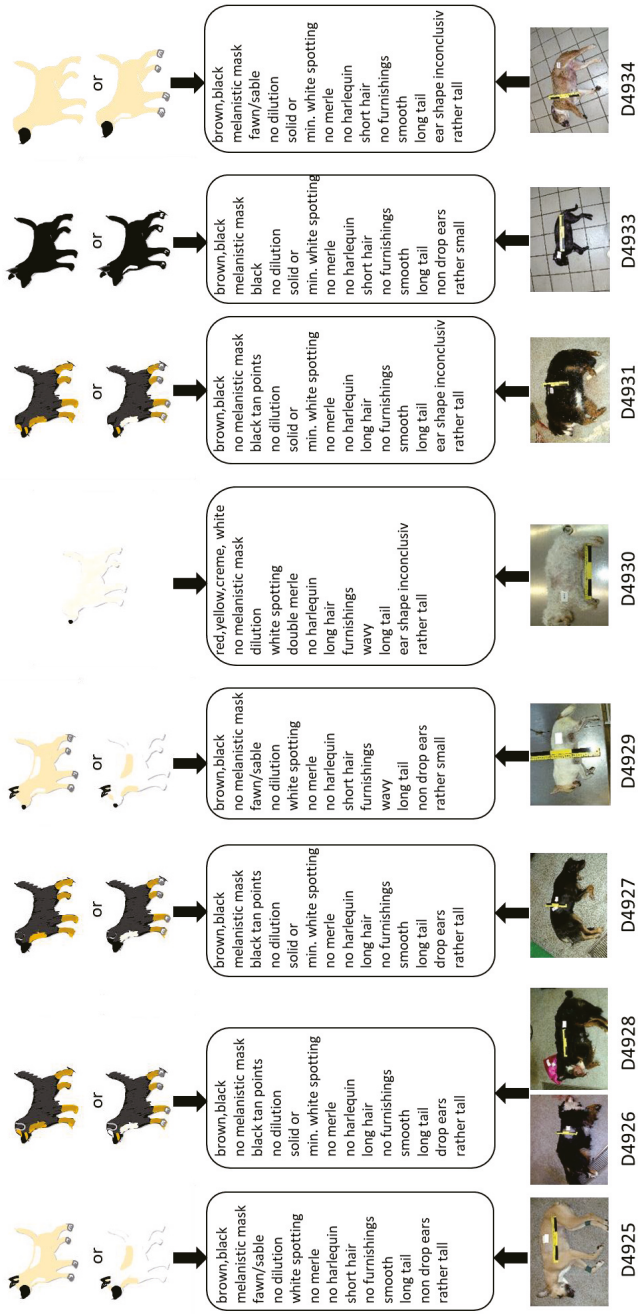 or
or
or
or
or
or
or
brown,black
melanistic mask
fawn/sable
no dilution
white spotting
no merle
no harlequin
short hair
no furnishings
smooth
long tail
non drop ears
rather tall
brown,black
no melanistic mask
black tan points
no dilution
solid or
min. white spotting
no merle
no harlequin
long hair
no furnishings
smooth
long tail
drop ears
rather tall
brown,black
no melanistic mask
black tan points
no dilution
solid or
min. white spotting
no merle
no harlequin
long hair
no furnishings
smooth
long tail
drop ears
rather tall
brown,black
no melanistic mask
fawn/sable
no dilution
white spotting
no merle
no harlequin
short hair
furnishings
wavy
long tail
non drop ears
rather small
red,yellow,creme, white
no melanistic mask
dilution
white spotting
double merle
no harlequin
long hair
furnishings
wavy
long tail
ear shape inconclusiv
rather tall
brown,black
no melanistic mask
black tan points
no dilution
solid or
min. white spotting
no merle
no harlequin
long hair
no furnishings
smooth
long tail
ear shape inconclusiv
rather tall
brown,black
melanistic mask
black
no dilution
solid or
min. white spotting
no merle
no harlequin
short hair
no furnishings
smooth
long tail
non drop ears
rather small
brown,black
melanistic mask
fawn/sable
no dilution
solid or
min. white spotting
no merle
no harlequin
short hair
no furnishings
smooth
long tail
ear shape inconclusiv
rather tall
D4925
D4926
D4928
D4927
D4929
D4930
D4931
D4933
D4934